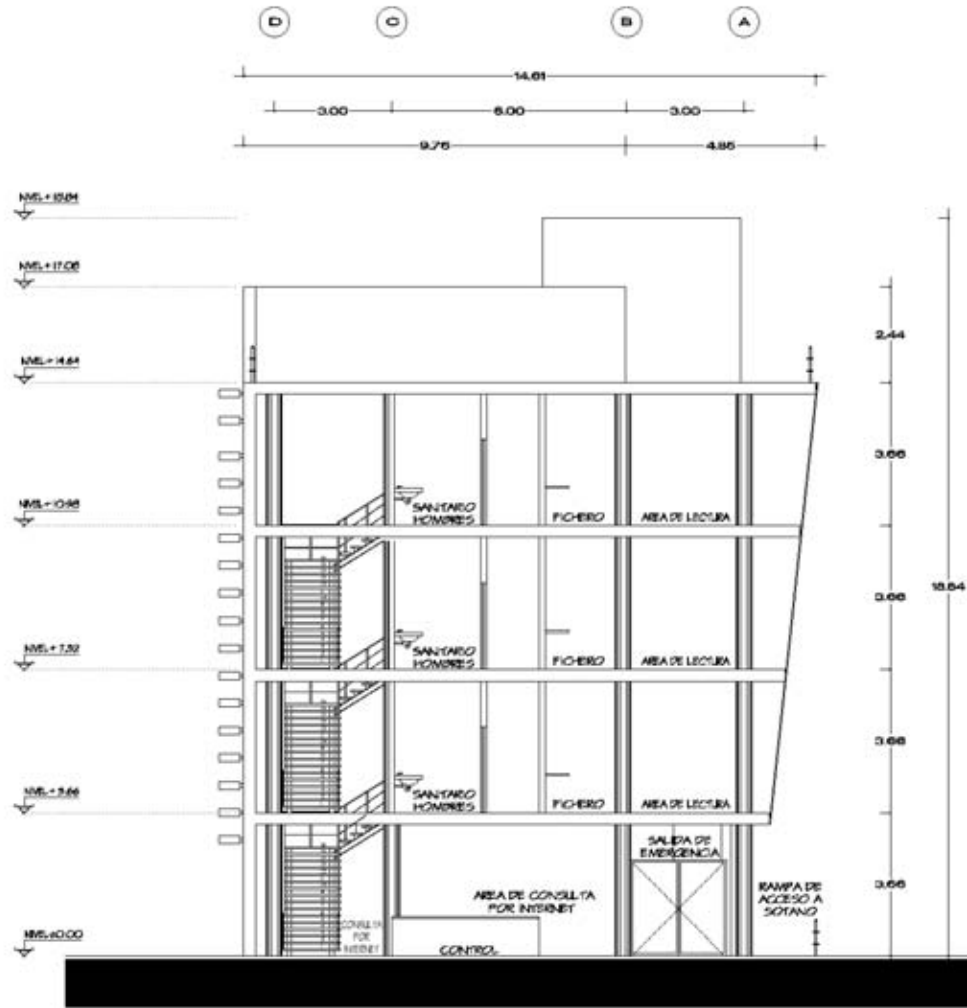 D C B A
14.61
3.00 6.00 3.00
9.76 4.85
NIVEL + 18.84
NIVEL + 17.08
2.44
NIVEL + 14.64
3.66
NIVEL + 10.98
SANITARIO
HOMBRES
FICHERO
AREA DE LECTURA
18.84
3.66
NIVEL + 7.32
SANITARIO
HOMBRES
FICHERO
AREA DE LECTURA
3.66
NIVEL + 3.66
SANITARIO
HOMBRES
FICHERO
AREA DE LECTURA
SALIDA DE
EMERGENCIA
3.66
AREA DE CONSULTA
POR INTERNET
RAMPA DE
ACCESO A
SOTANO
CONSULTA
POR
INTERNET
CONTROL
NIVEL ±0.00